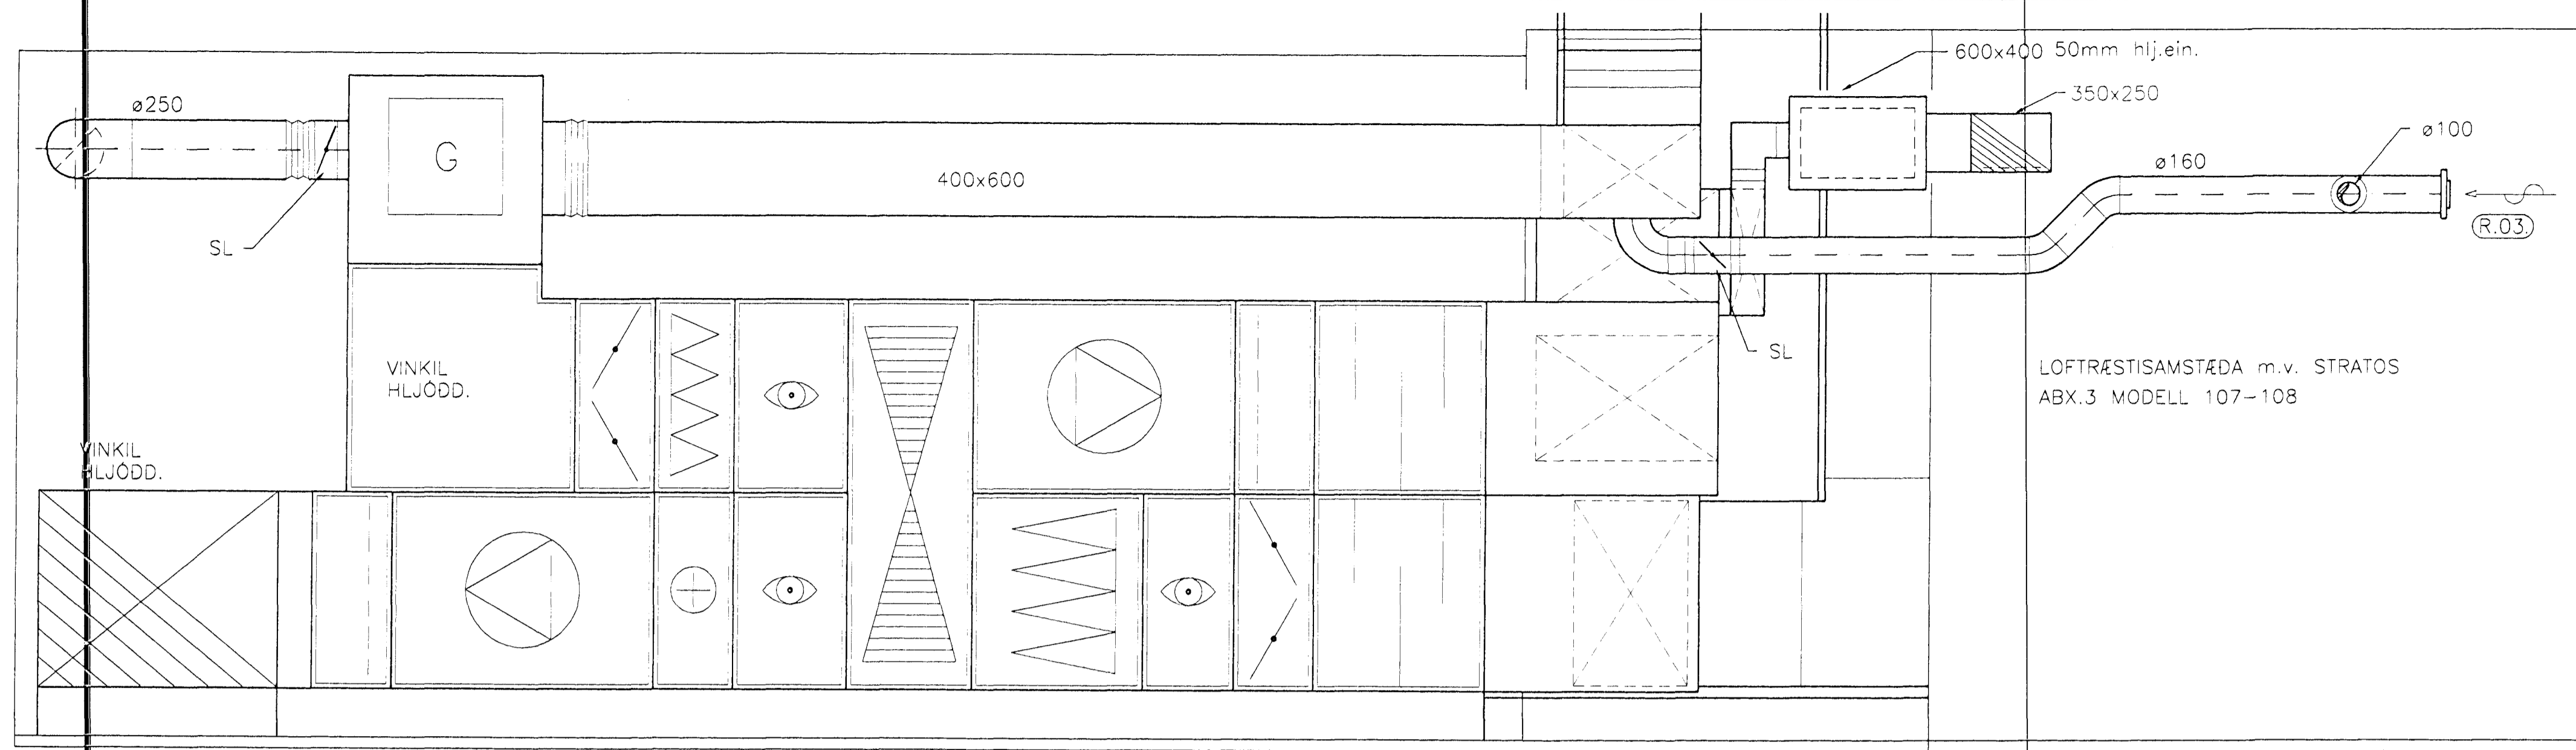 600x400 50mm hlj.ein.
350x250
ø250
ø100
ø160
G
400x600
R.03.
SL
SL
LOFTRÆSTISAMSTÆÐA m.v. STRATOS
ABX.3 MODELL 107-108
VINKIL
HLJÓÐD.
VINKIL
HLJÓÐD.